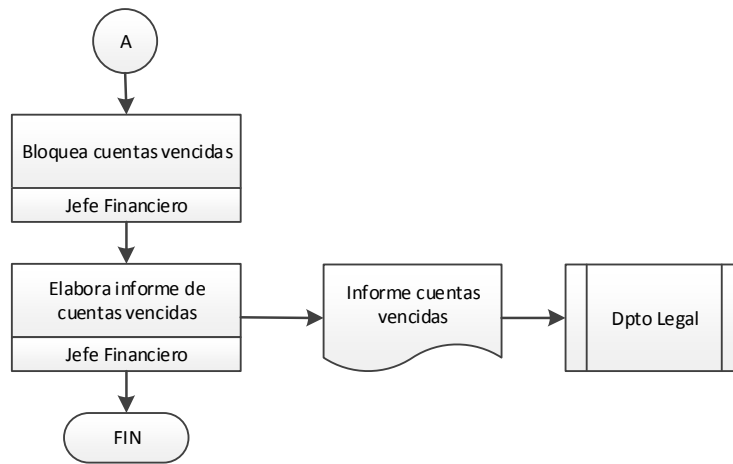 A
Bloquea cuentas vencidas
Jefe Financiero
Elabora informe de
cuentas vencidas
Jefe Financiero
Informe cuentas
vencidas
Dpto Legal
FIN